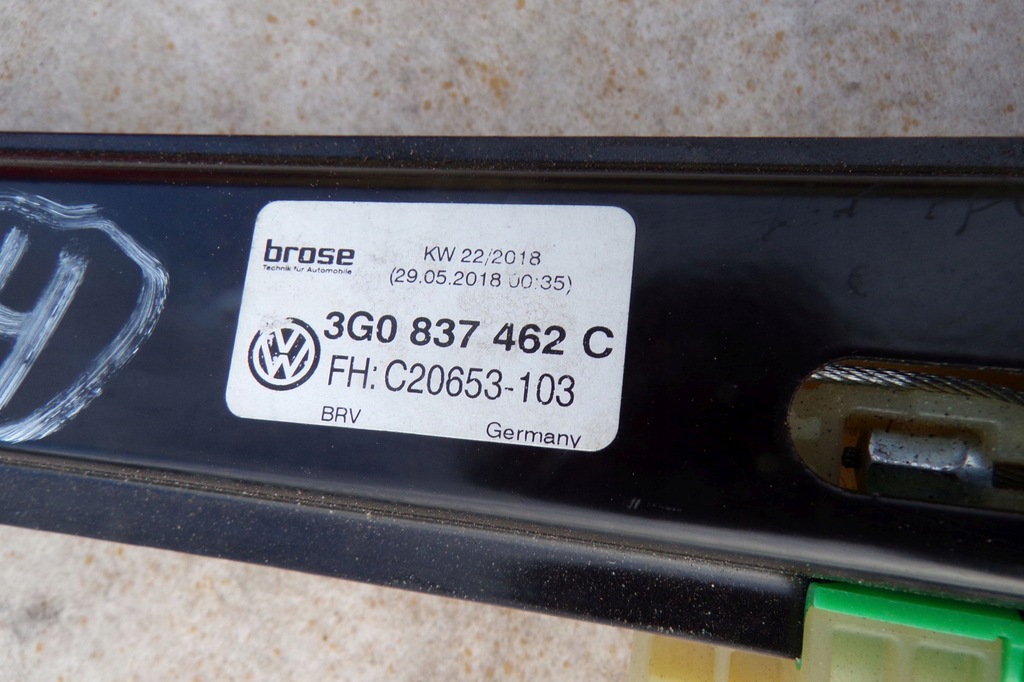 brose
Technik für Automobile
KW 22/2018
(29.05.2018 00:35)
3G0 837 462 C
FH: C20653-103
BRV
Germany
4